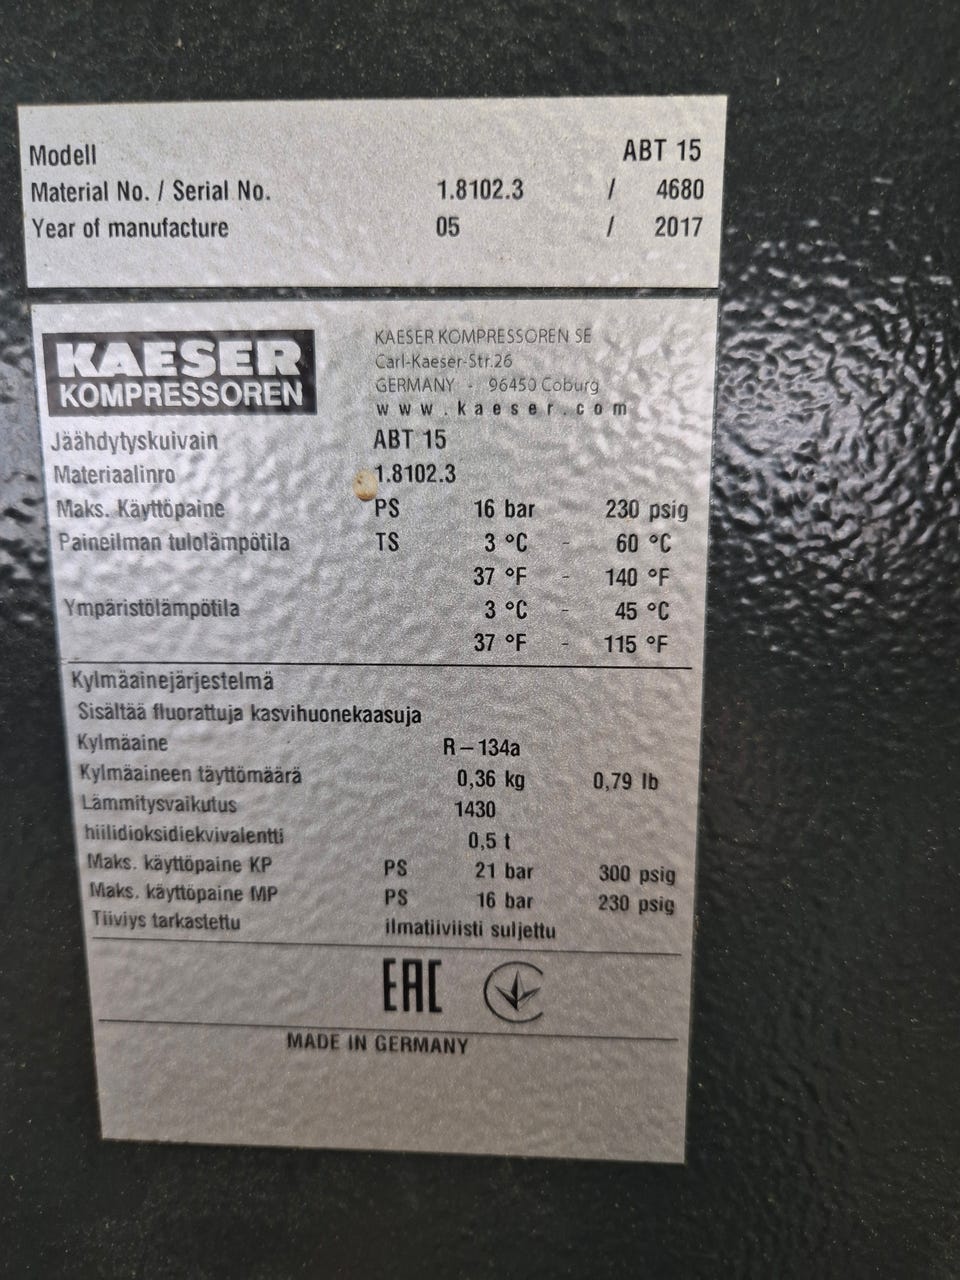 Modell ABT 15
Material No. / Serial No. 1.8102.3 / 4680
Year of manufacture 05 / 2017
KAESER
KOMPRESSOREN
KAESER KOMPRESSOREN SE
Carl-Kaeser-Str.26
GERMANY - 96450 Coburg
www.kaeser.com
Jäähdytyskuivain ABT 15
Materiaalinro 1.8102.3
Maks. Käyttöpaine PS 16 bar 230 psig
Paineilman tulolämpötila TS 3 °C - 60 °C
37 °F - 140 °F
Ympäristölämpötila 3 °C - 45 °C
37 °F - 115 °F
Kylmäainejärjestelmä
Sisältää fluorattuja kasvihuonekaasuja
Kylmäaine R-134a
Kylmäaineen täyttömäärä 0,36 kg 0,79 lb
Lämmitysvaikutus 1430
hiilidioksidiekvivalentti 0,5 t
Maks. käyttöpaine KP PS 21 bar 300 psig
Maks. käyttöpaine MP PS 16 bar 230 psig
Tiiviys tarkastettu ilmatiiviisti suljettu
EAC
MADE IN GERMANY